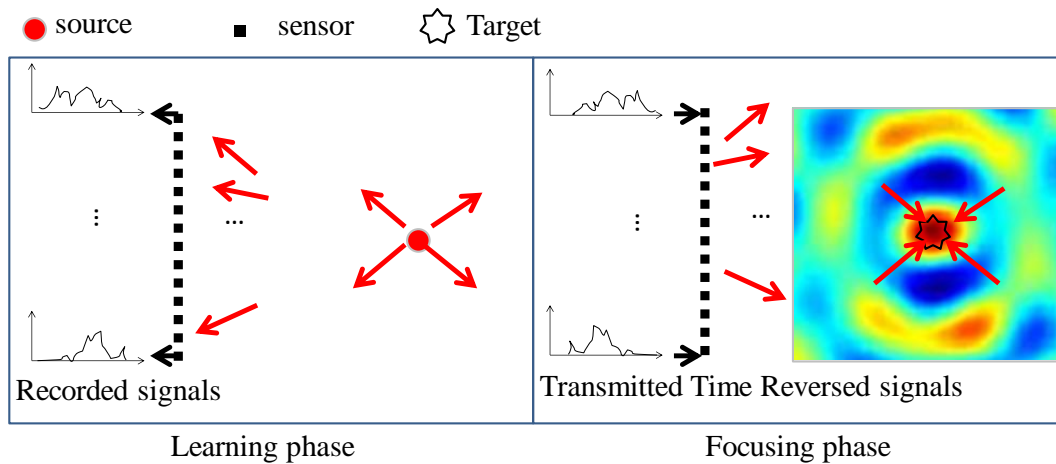 source
sensor
Target
...
...
...
...
Recorded signals
Transmitted Time Reversed signals
Learning phase
Focusing phase